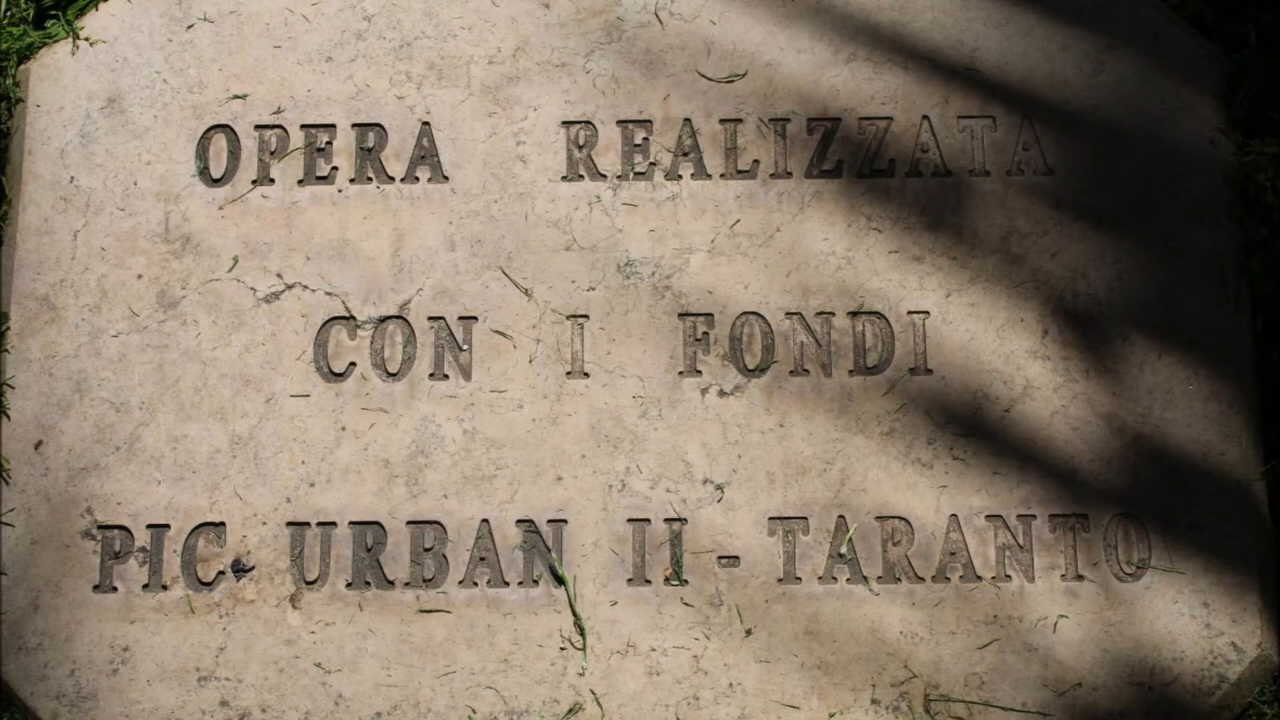 OPERA REALIZZATA
CON I FONDI
PIC URBAN II - TARANTO